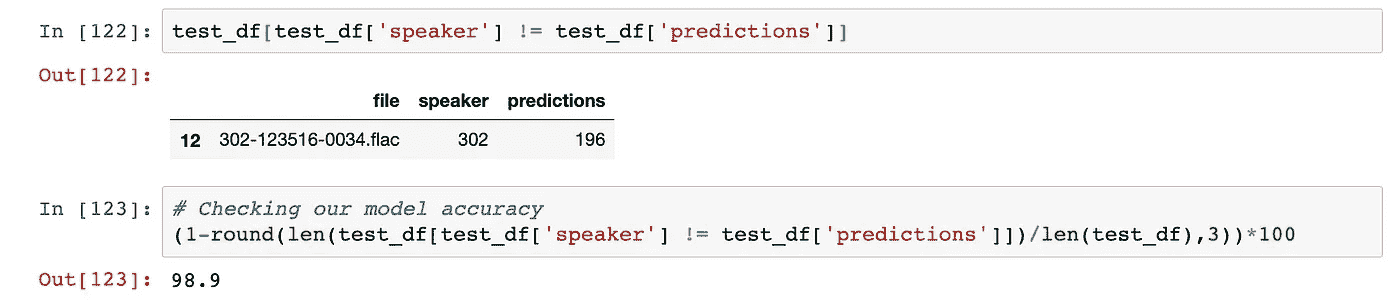 In [122]: test_df[test_df['speaker'] != test_df['predictions']]
Out[122]:
file speaker predictions
12 302-123516-0034.flac 302 196
In [123]: # Checking our model accuracy
(1-round(len(test_df[test_df['speaker'] != test_df['predictions']])/len(test_df),3))*100
Out[123]: 98.9